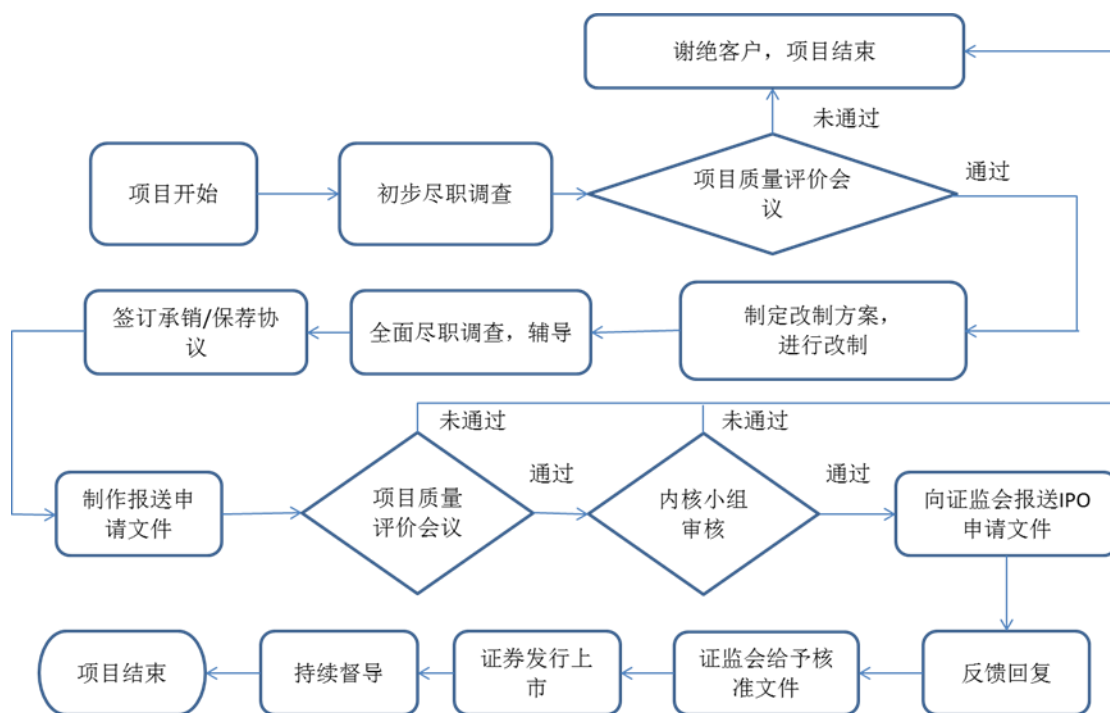 谢绝客户，项目结束
未通过
项目开始
初步尽职调查
项目质量评价会
议
通过
签订承销/保荐协
议
全面尽职调查，辅导
制定改制方案，
进行改制
未通过
未通过
制作报送申
请文件
项目质量
评价会议
通过
内核小组
审核
通过
向证监会报送IPO
申请文件
项目结束
持续督导
证券发行上
市
证监会给予核
准文件
反馈回复